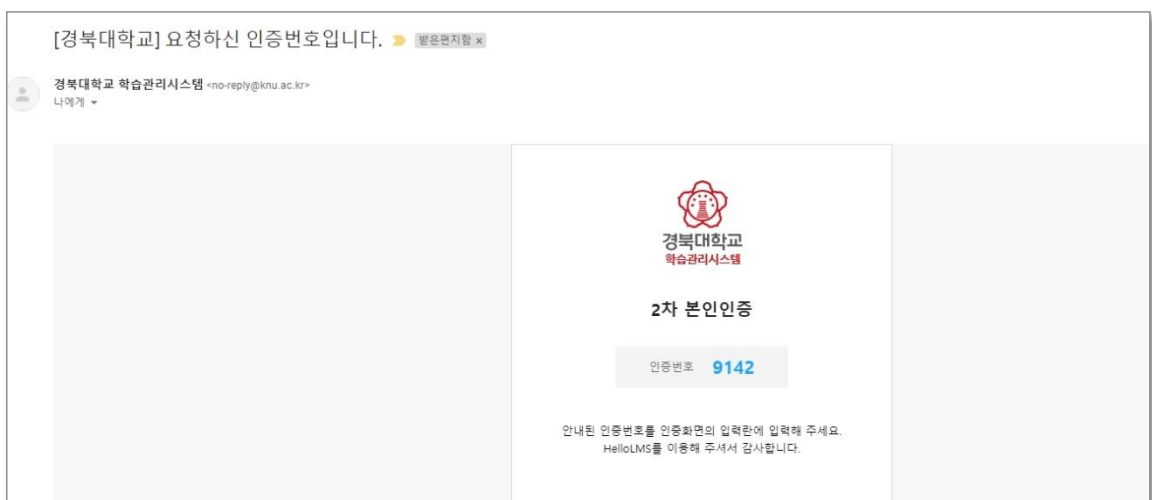 [경북대학교] 요청하신 인증번호입니다. 받은편지함 x
경북대학교 학습관리시스템 <no-reply@knu.ac.kr>
나에게
경북대학교
학습관리시스템
2차 본인인증
인증번호 9142
안내된 인증번호를 인증화면의 입력란에 입력해 주세요.
HelloLMS를 이용해 주셔서 감사합니다.